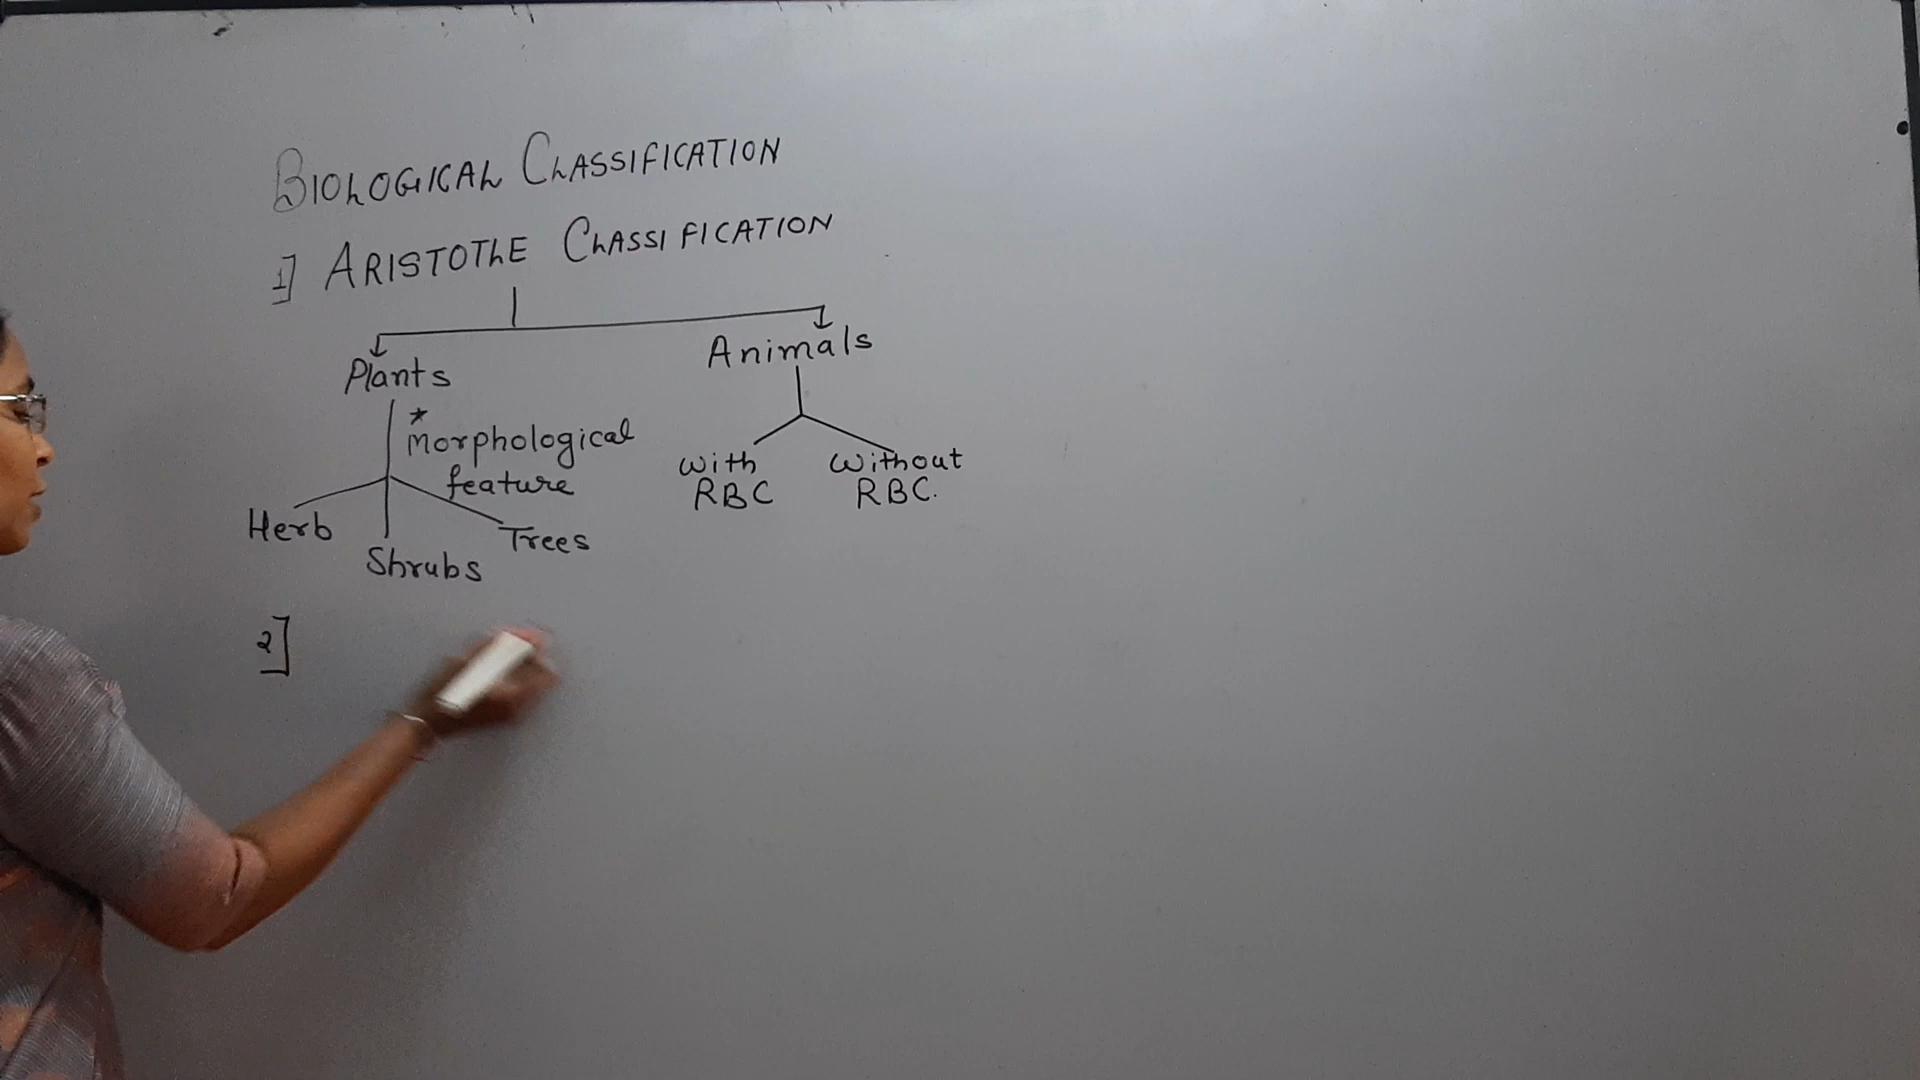 BIOLOGICAL CLASSIFICATION
1] ARISTOTLE CLASSIFICATION
Plants
Animals
* Morphological
feature
With
RBC
Without
RBC.
Herb
Shrubs
Trees
2]